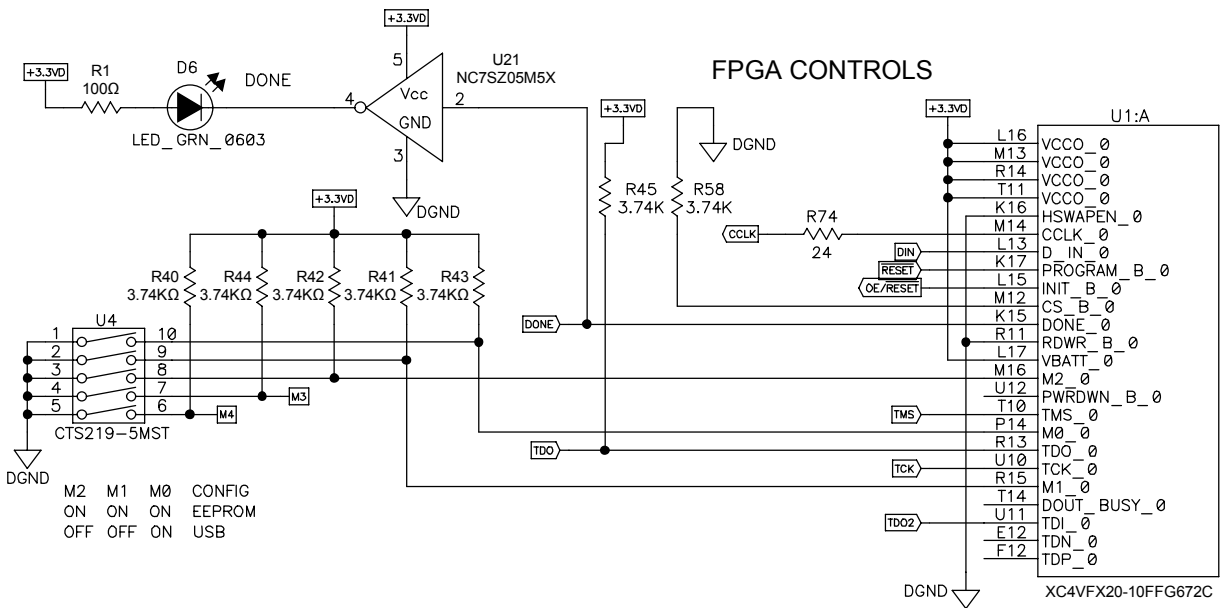 FPGA CONTROLS
+3.3VD
+3.3VD
R1
100Ω
D6
DONE
LED_GRN_0603
5
Vcc
GND
4
2
3
U21
NC7SZ05M5X
DGND
+3.3VD
R40
3.74KΩ
R44
3.74KΩ
R42
3.74KΩ
R41
3.74KΩ
R43
3.74KΩ
U4
1
2
3
4
5
10
9
8
7
6
M3
M4
CTS219-5MST
DGND
M2 M1 M0 CONFIG
ON ON ON EEPROM
OFF OFF ON USB
+3.3VD
R45
3.74K
R58
3.74K
DGND
+3.3VD
CCLK
R74
24
DIN
RESET
OE/RESET
DONE
TMS
TDO
TCK
TDO2
DGND
U1:A
L16 VCCO_0
M13 VCCO_0
R14 VCCO_0
T11 VCCO_0
K16 HSWAPEN_0
M14 CCLK_0
L13 D_IN_0
K17 PROGRAM_B_0
L15 INIT_B_0
M12 CS_B_0
K15 DONE_0
R11 RDWR_B_0
L17 VBATT_0
M16 M2_0
U12 PWRDWN_B_0
T10 TMS_0
P14 M0_0
R13 TDO_0
U10 TCK_0
R15 M1_0
T14 DOUT_BUSY_0
U11 TDI_0
E12 TDN_0
F12 TDP_0
XC4VFX20-10FFG672C